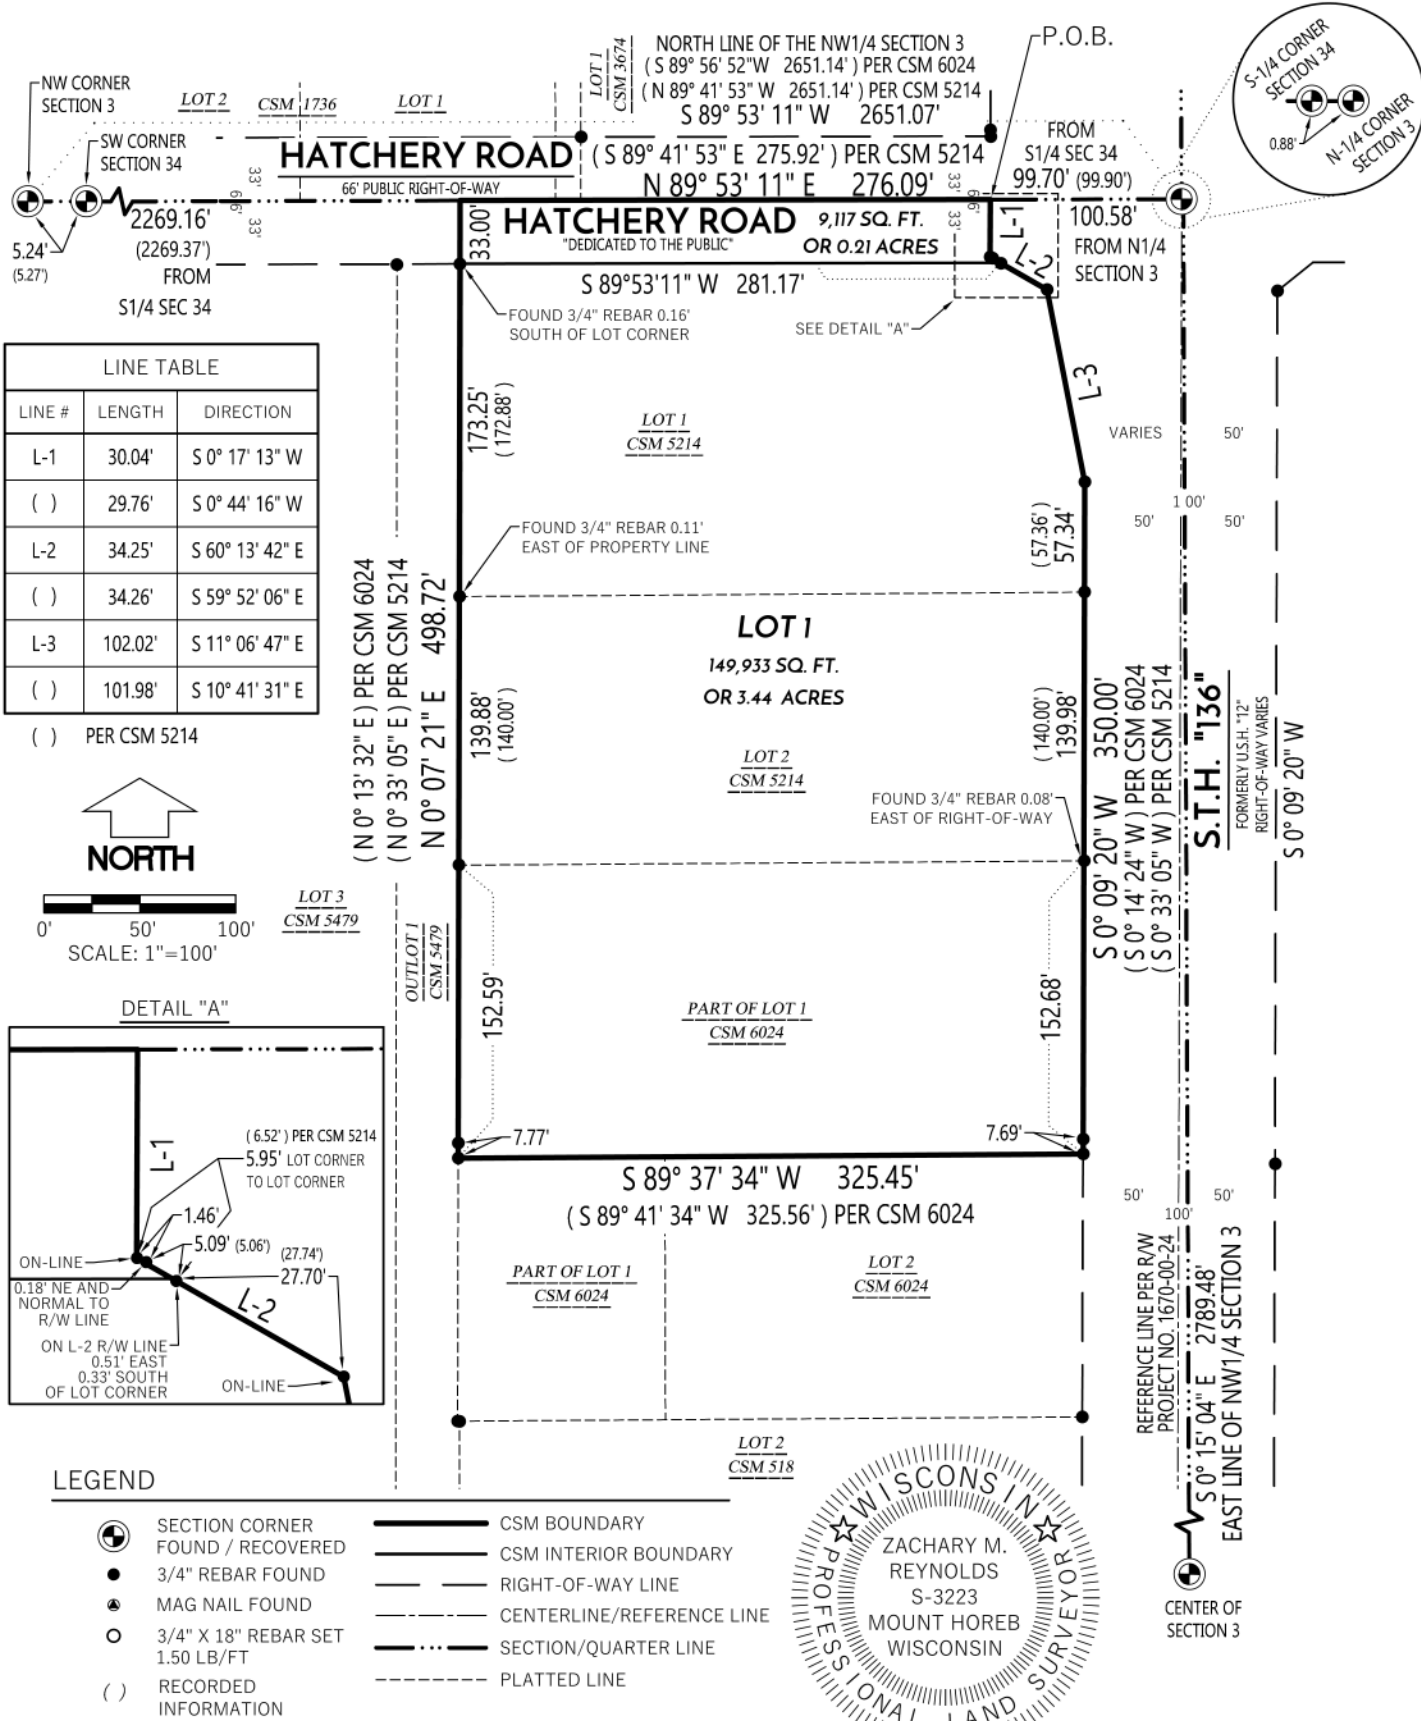 NORTH LINE OF THE NW1/4 SECTION 3
( S 89° 56' 52"W 2651.14' ) PER CSM 6024
( N 89° 41' 53" W 2651.14' ) PER CSM 5214
S 89° 53' 11" W 2651.07'
P.O.B.
S-1/4 CORNER
SECTION 34
0.88'
N-1/4 CORNER
SECTION 3
NW CORNER
SECTION 3
SW CORNER
SECTION 34
LOT 2
CSM 1736
LOT 1
LOT 1
CSM 3674
HATCHERY ROAD
66' PUBLIC RIGHT-OF-WAY
( S 89° 41' 53" E 275.92' ) PER CSM 5214
N 89° 53' 11" E 276.09'
FROM
S1/4 SEC 34
99.70' (99.90')
33'
66'
33'
33'
66'
33'
5.24'
(5.27')
2269.16'
(2269.37')
FROM
S1/4 SEC 34
33.00'
HATCHERY ROAD
"DEDICATED TO THE PUBLIC"
9,117 SQ. FT.
OR 0.21 ACRES
L-1
L-2
100.58'
FROM N1/4
SECTION 3
S 89°53'11" W 281.17'
FOUND 3/4" REBAR 0.16'
SOUTH OF LOT CORNER
SEE DETAIL "A"
LINE TABLE
LINE # LENGTH DIRECTION
L-1 30.04' S 0° 17' 13" W
( ) 29.76' S 0° 44' 16" W
L-2 34.25' S 60° 13' 42" E
( ) 34.26' S 59° 52' 06" E
L-3 102.02' S 11° 06' 47" E
( ) 101.98' S 10° 41' 31" E
( ) PER CSM 5214
173.25'
(172.88')
LOT 1
CSM 5214
L-3
VARIES
50'
1 00'
50'
50'
FOUND 3/4" REBAR 0.11'
EAST OF PROPERTY LINE
( 57.36' )
57.34'
( N 0° 13' 32" E ) PER CSM 6024
( N 0° 33' 05" E ) PER CSM 5214
N 0° 07' 21" E 498.72'
LOT 1
149,933 SQ. FT.
OR 3.44 ACRES
139.88'
(140.00')
(140.00')
139.98'
LOT 2
CSM 5214
FOUND 3/4" REBAR 0.08'
EAST OF RIGHT-OF-WAY
S 0° 09' 20" W 350.00'
( S 0° 14' 24" W ) PER CSM 6024
( S 0° 33' 05" W ) PER CSM 5214
S.T.H. "136"
FORMERLY U.S.H. "12"
RIGHT-OF-WAY VARIES
S 0° 09' 20" W
NORTH
0' 50' 100'
SCALE: 1"=100'
LOT 3
CSM 5479
OUTLOT 1
CSM 5479
152.59'
PART OF LOT 1
CSM 6024
152.68'
7.77'
7.69'
S 89° 37' 34" W 325.45'
( S 89° 41' 34" W 325.56' ) PER CSM 6024
50'
50'
100'
DETAIL "A"
L-1
( 6.52' ) PER CSM 5214
5.95' LOT CORNER
TO LOT CORNER
1.46'
5.09' (5.06')
(27.74')
27.70'
ON-LINE
0.18' NE AND
NORMAL TO
R/W LINE
L-2
ON L-2 R/W LINE
0.51' EAST
0.33' SOUTH
OF LOT CORNER
ON-LINE
PART OF LOT 1
CSM 6024
LOT 2
CSM 6024
LOT 2
CSM 518
REFERENCE LINE PER R/W
PROJECT NO. 1670-00-24
S 0° 15' 04" E 2789.48'
EAST LINE OF NW1/4 SECTION 3
CENTER OF
SECTION 3
LEGEND
SECTION CORNER
FOUND / RECOVERED
3/4" REBAR FOUND
MAG NAIL FOUND
3/4" X 18" REBAR SET
1.50 LB/FT
( ) RECORDED
INFORMATION
CSM BOUNDARY
CSM INTERIOR BOUNDARY
RIGHT-OF-WAY LINE
CENTERLINE/REFERENCE LINE
SECTION/QUARTER LINE
PLATTED LINE
WISCONSIN
ZACHARY M.
REYNOLDS
S-3223
MOUNT HOREB
WISCONSIN
PROFESSIONAL LAND SURVEYOR